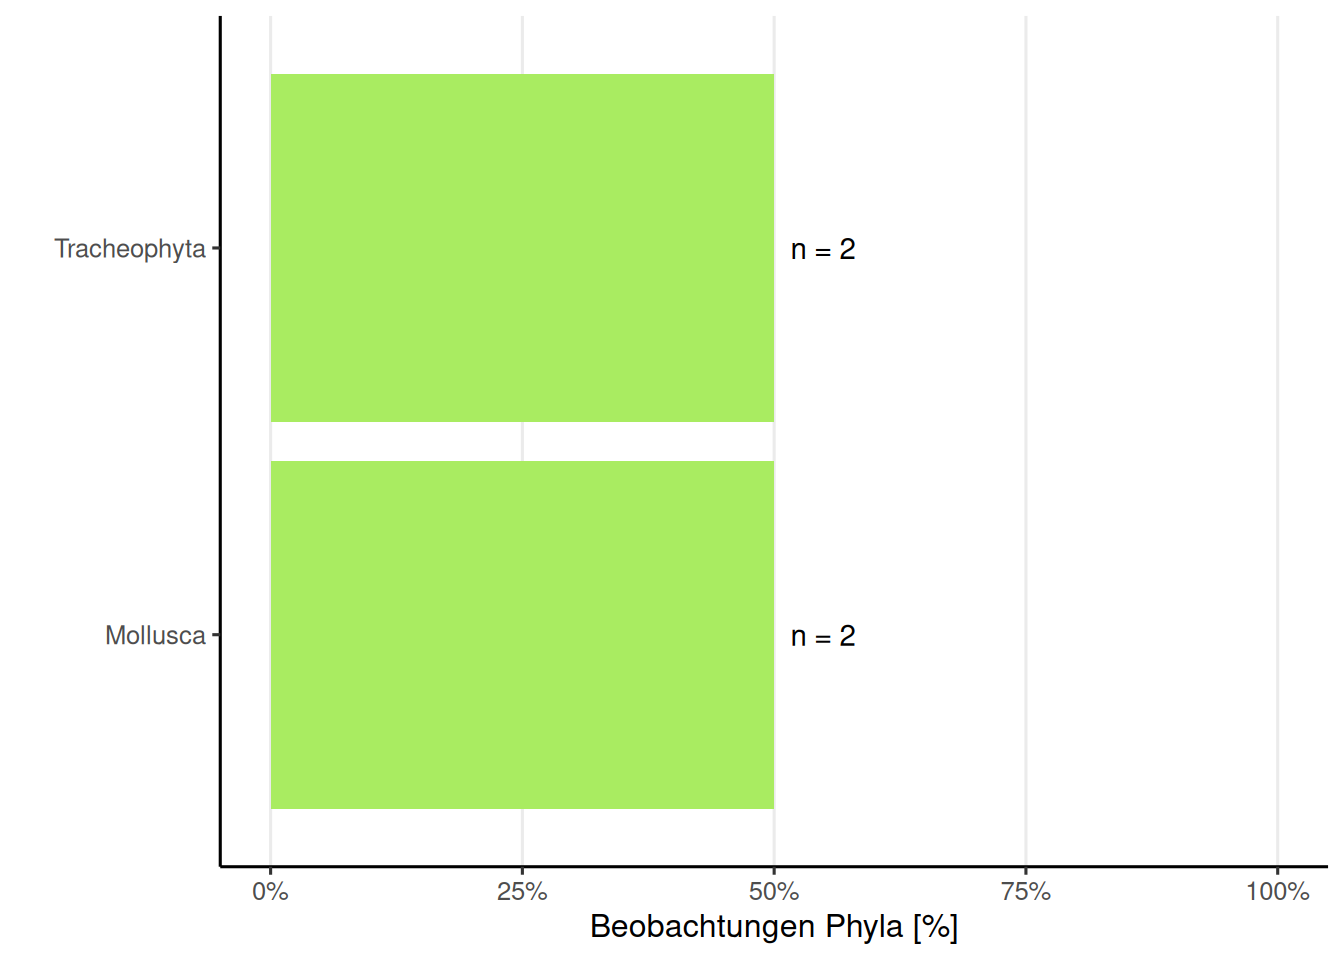 Tracheophyta
n = 2
Mollusca
n = 2
0% 25% 50% 75% 100%
Beobachtungen Phyla [%]